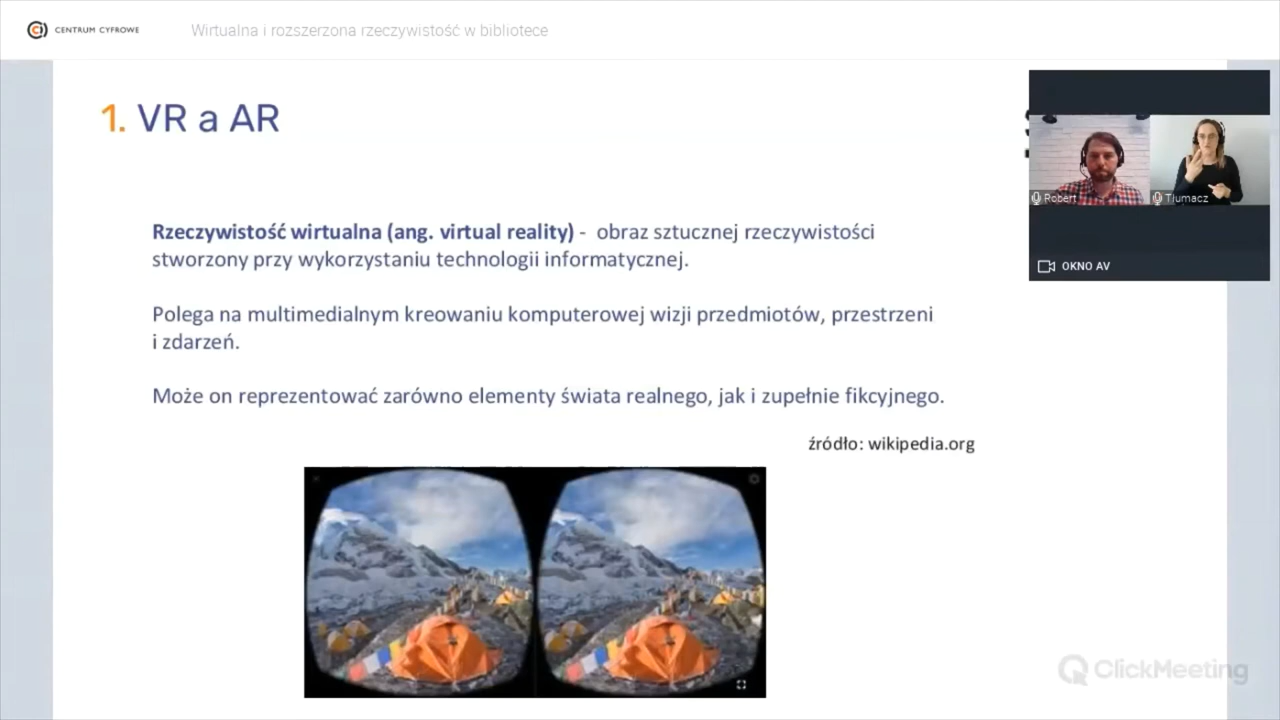 CENTRUM CYFROWE
Wirtualna i rozszerzona rzeczywistość w bibliotece
1. VR a AR
Robert
Tłumacz
OKNO AV
Rzeczywistość wirtualna (ang. virtual reality) - obraz sztucznej rzeczywistości
stworzony przy wykorzystaniu technologii informatycznej.
Polega na multimedialnym kreowaniu komputerowej wizji przedmiotów, przestrzeni
i zdarzeń.
Może on reprezentować zarówno elementy świata realnego, jak i zupełnie fikcyjnego.
źródło: wikipedia.org
ClickMeeting